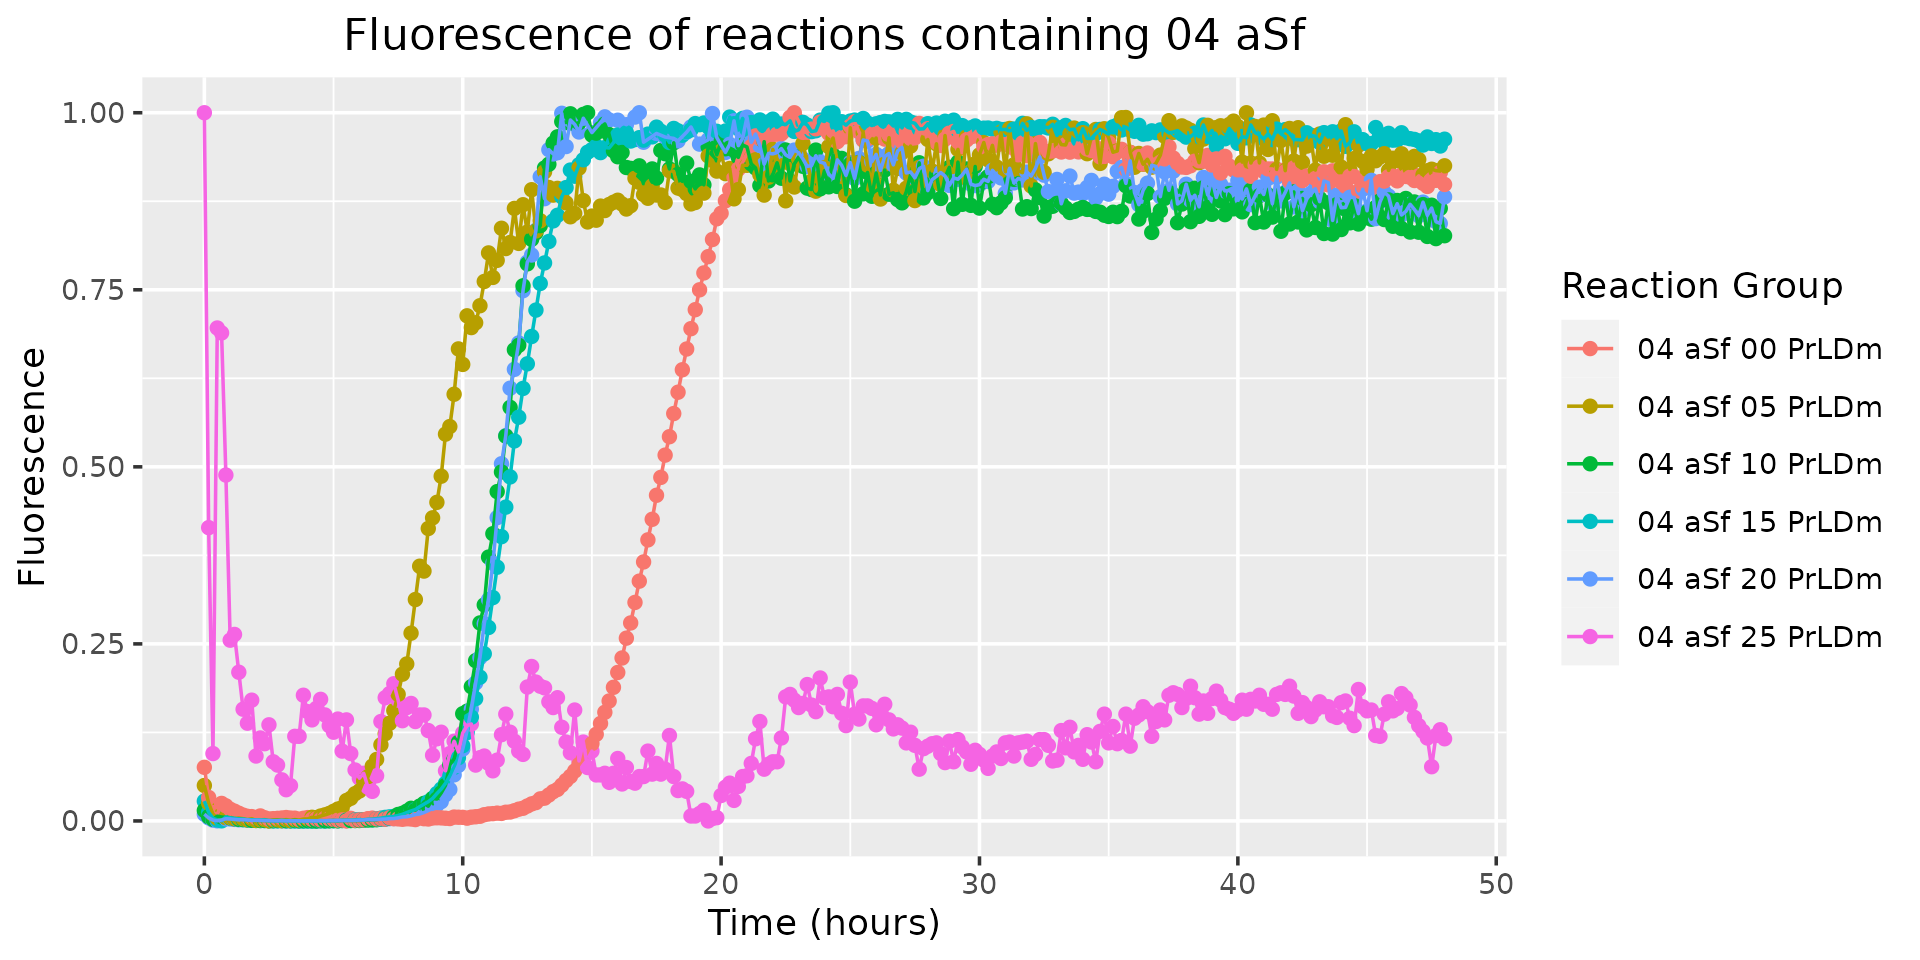 Fluorescence of reactions containing 04 aSf
1.00
0.75
0.50
0.25
0.00
Fluorescence
0 10 20 30 40 50
Time (hours)
Reaction Group
04 aSf 00 PrLDm
04 aSf 05 PrLDm
04 aSf 10 PrLDm
04 aSf 15 PrLDm
04 aSf 20 PrLDm
04 aSf 25 PrLDm